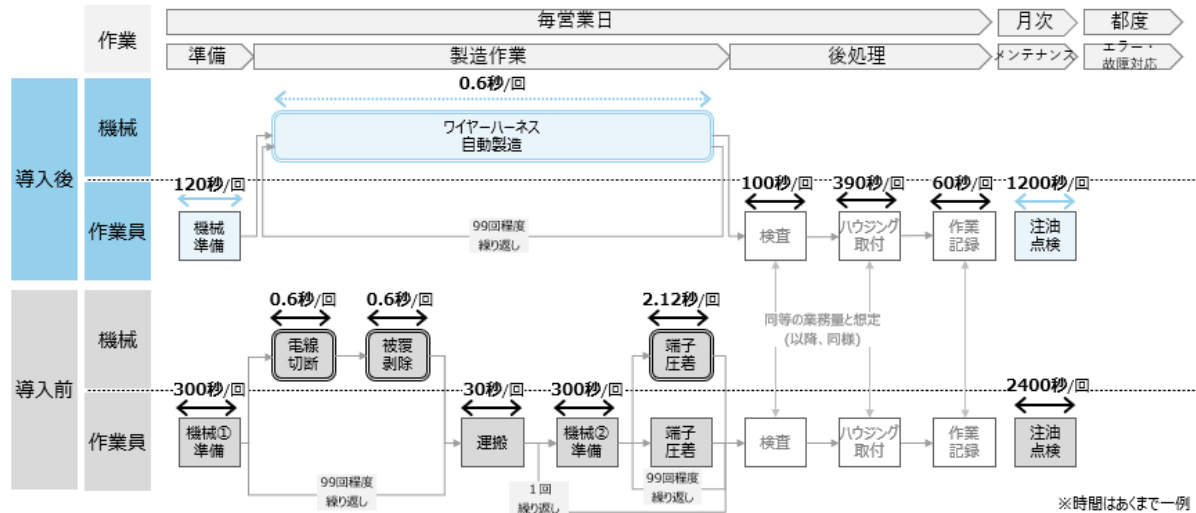 作業
毎営業日
月次
都度
準備
製造作業
後処理
メンテナンス
エラー・
故障対応
導入後
機械
0.6秒/回
ワイヤーハーネス
自動製造
作業員
120秒/回
機械
準備
99回程度
繰り返し
100秒/回
検査
390秒/回
ハウジング
取付
60秒/回
作業
記録
1200秒/回
注油
点検
導入前
機械
0.6秒/回
電線
切断
0.6秒/回
被覆
剥除
2.12秒/回
端子
圧着
同等の業務量と想定
(以降、同様)
作業員
300秒/回
機械①
準備
99回程度
繰り返し
30秒/回
運搬
1回
繰り返し
300秒/回
機械②
準備
端子
圧着
99回程度
繰り返し
検査
ハウジング
取付
作業
記録
2400秒/回
注油
点検
※時間はあくまで一例